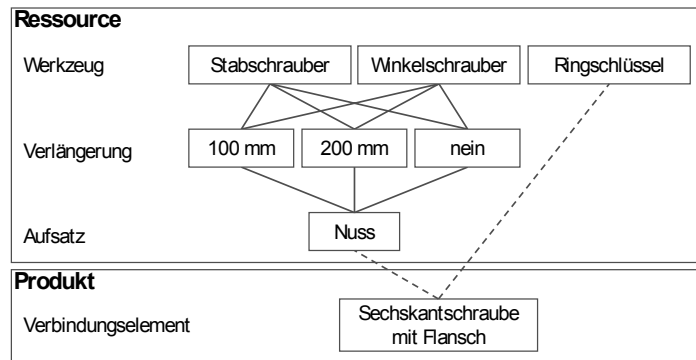 Ressource
Werkzeug
Stabschrauber
Winkelschrauber
Ringschlüssel
Verlängerung
100 mm
200 mm
nein
Aufsatz
Nuss
Produkt
Verbindungselement
Sechskantschraube
mit Flansch